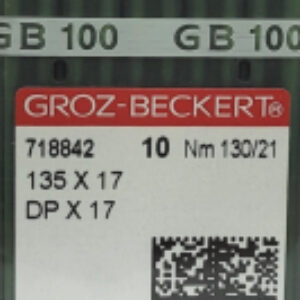 GB 100 GB 100
GROZ-BECKERT®
718842 10 Nm 130/21
135 X 17
DP X 17